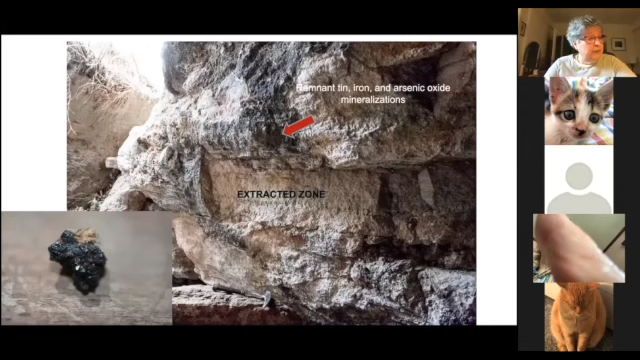 Remnant tin, iron, and arsenic oxide
mineralizations
EXTRACTED ZONE